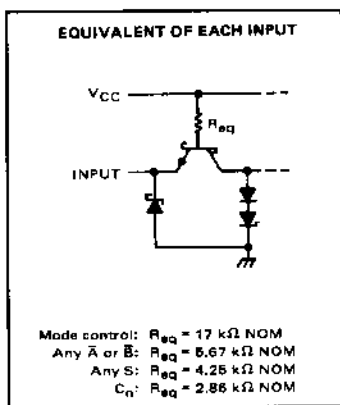 EQUIVALENT OF EACH INPUT
VCC
Req
INPUT
Mode control: Req = 17 kΩ NOM
Any A̅ or B̅: Req = 5.67 kΩ NOM
Any S: Req = 4.25 kΩ NOM
Cn: Req = 2.86 kΩ NOM